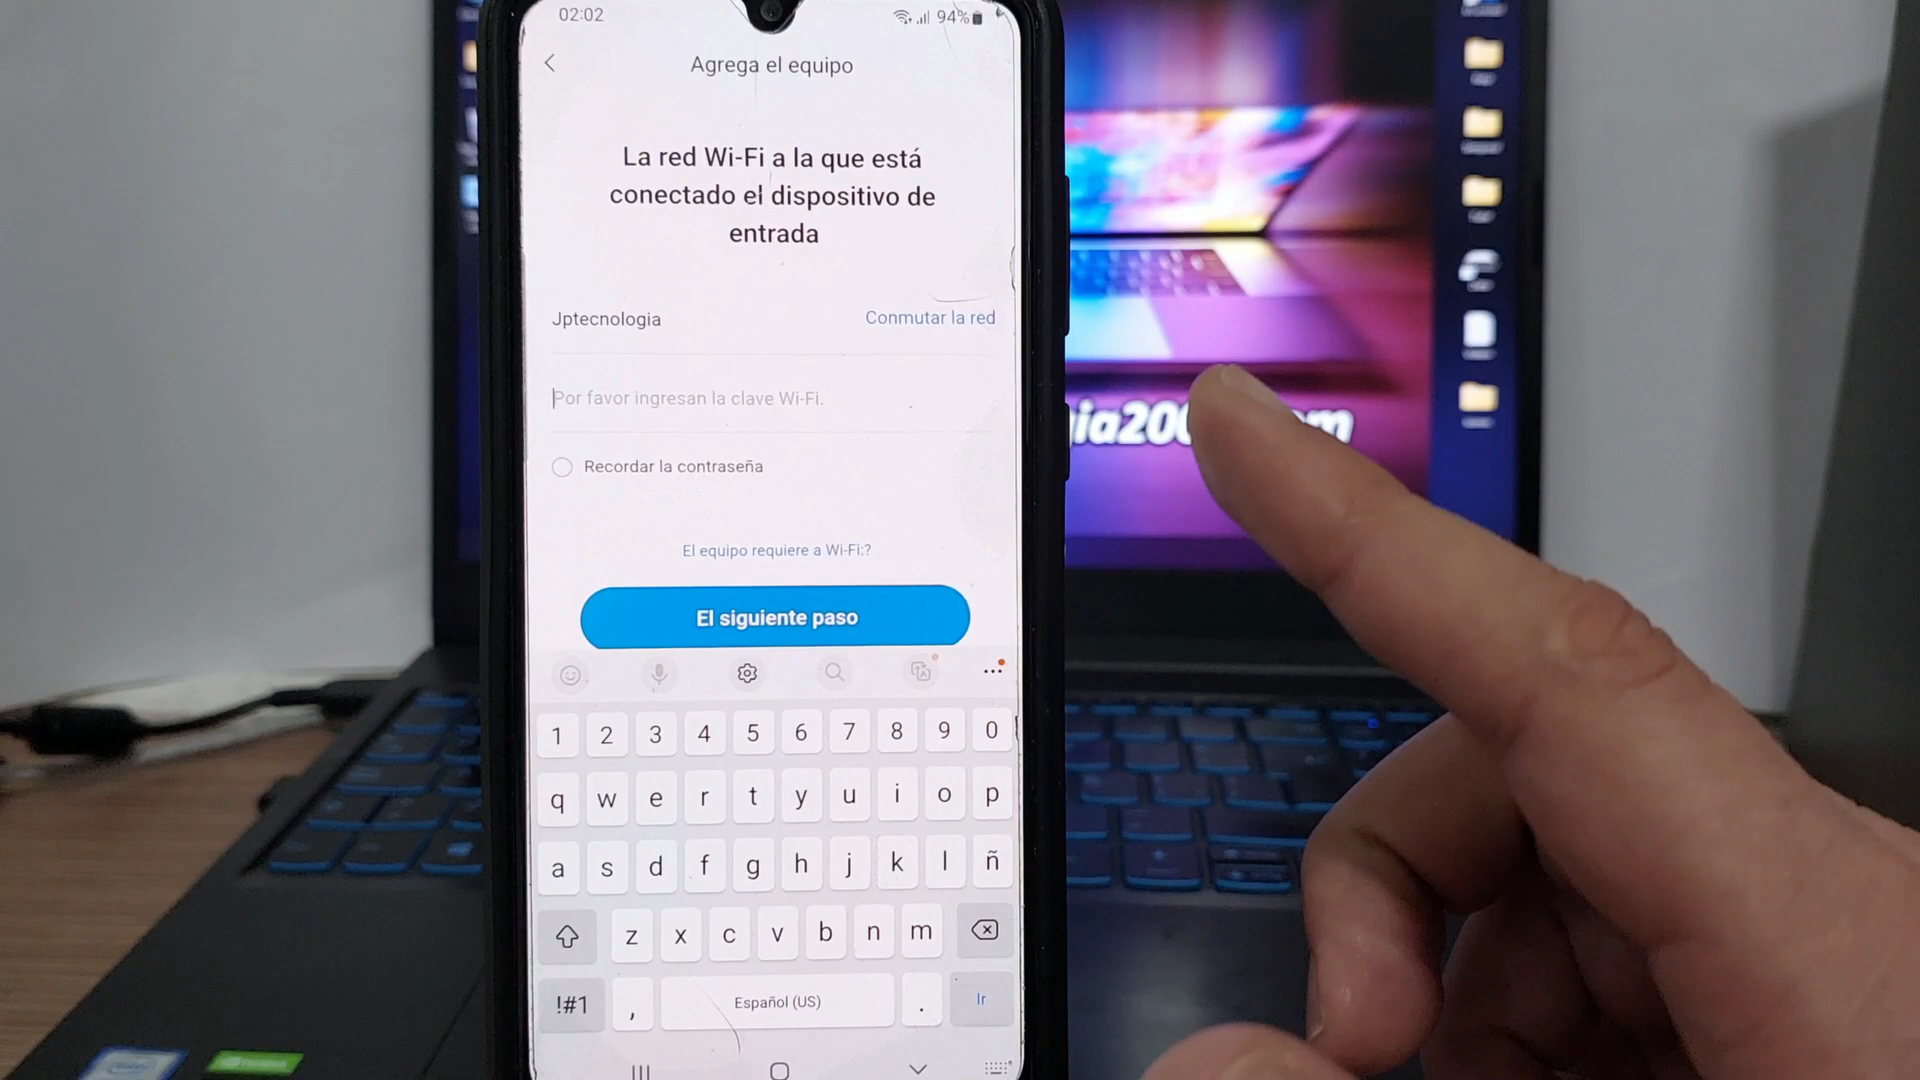 02:02
94%
Agrega el equipo
La red Wi-Fi a la que está
conectado el dispositivo de
entrada
Jptecnologia
Conmutar la red
Por favor ingresan la clave Wi-Fi.
Recordar la contraseña
El equipo requiere a Wi-Fi:?
El siguiente paso
1 2 3 4 5 6 7 8 9 0
q w e r t y u i o p
a s d f g h j k l ñ
z x c v b n m
!#1 , Español (US) . Ir